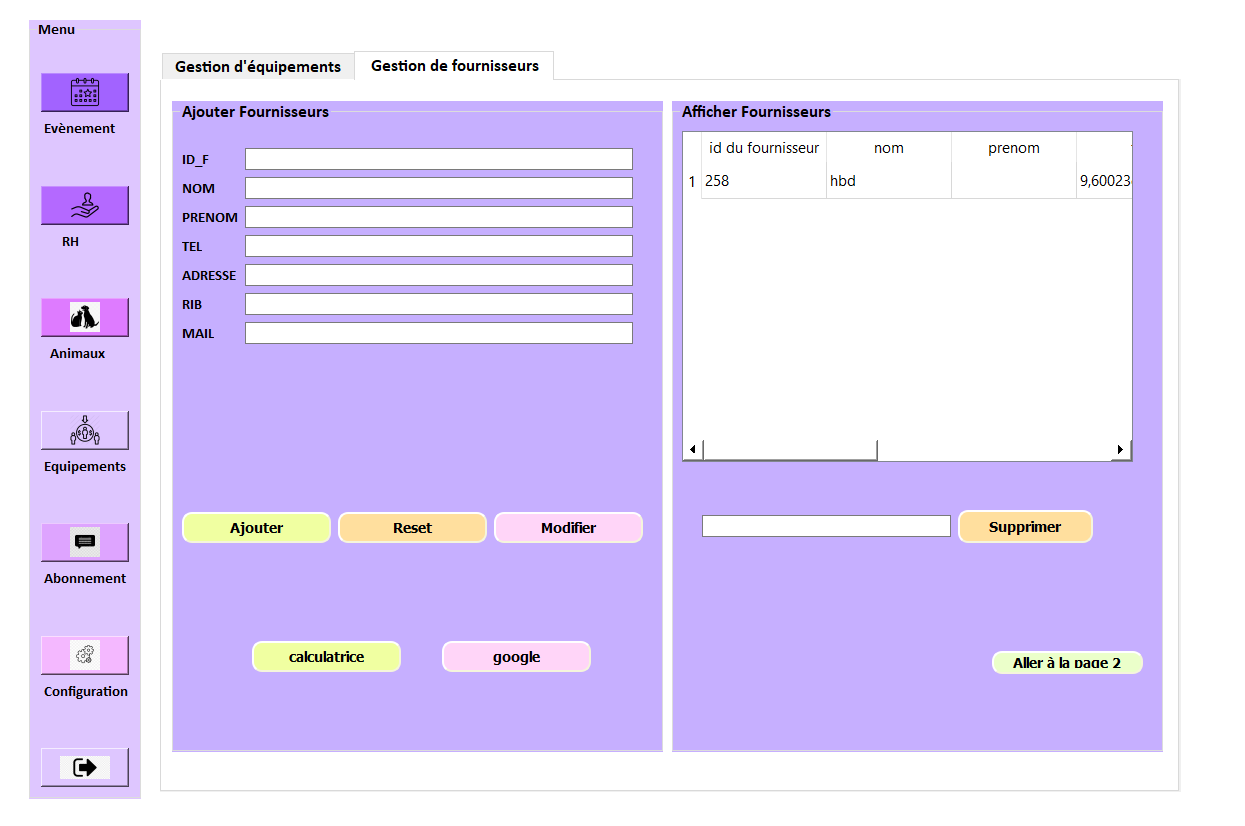 Menu
Evènement
RH
Animaux
Equipements
Abonnement
Configuration
Gestion d'équipements
Gestion de fournisseurs
Ajouter Fournisseurs
ID_F
NOM
PRENOM
TEL
ADRESSE
RIB
MAIL
Ajouter
Reset
Modifier
calculatrice
google
Afficher Fournisseurs
id du fournisseur nom prenom
1 258 hbd 9,60023
Supprimer
Aller à la page 2